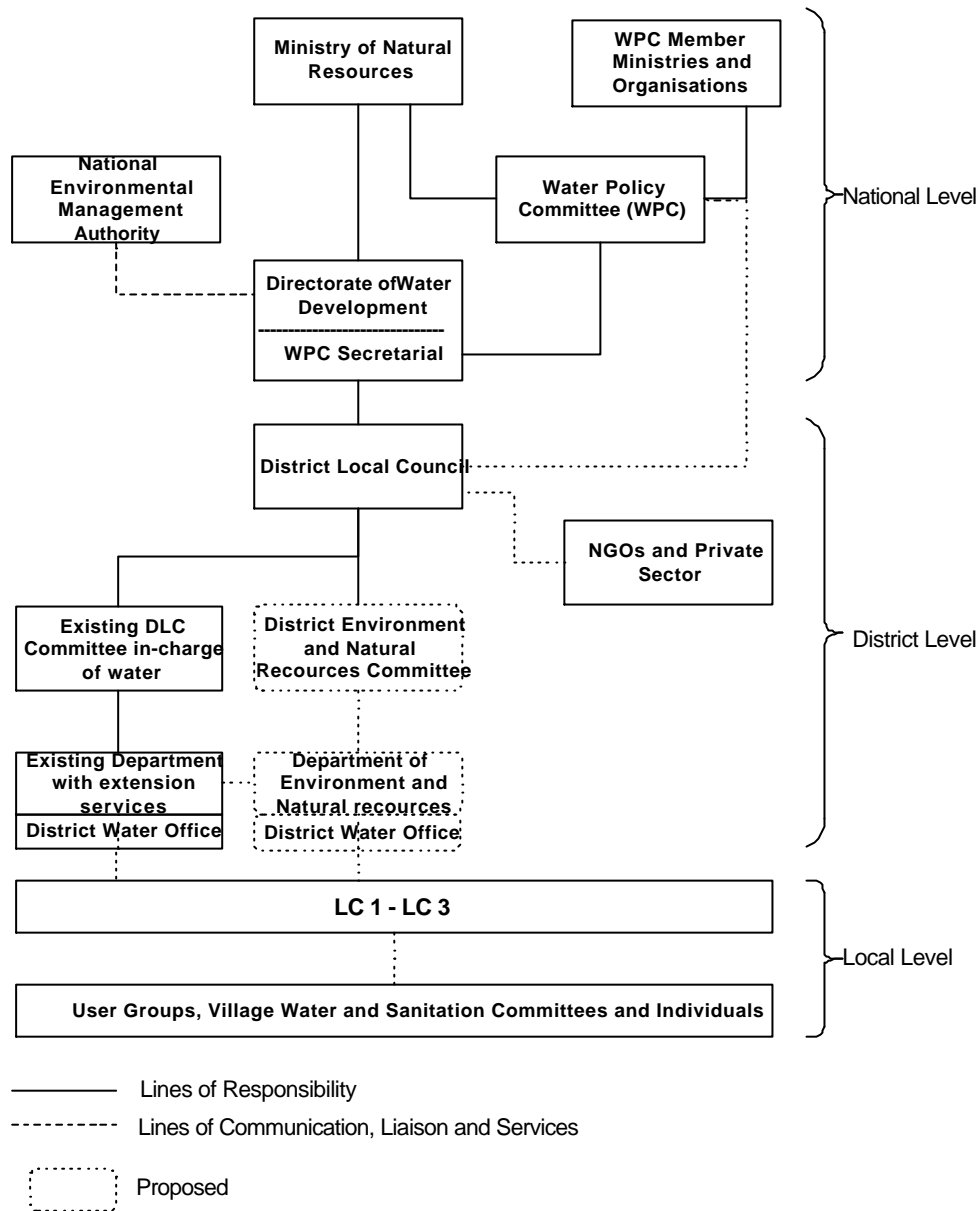 Ministry of Natural
Resources
WPC Member
Ministries and
Organisations
National
Environmental
Management
Authority
Water Policy
Committee (WPC)
National Level
Directorate ofWater
Development
WPC Secretarial
District Local Council
NGOs and Private
Sector
Existing DLC
Committee in-charge
of water
District Environment
and Natural
Recources Committee
District Level
Existing Department
with extension
services
District Water Office
Department of
Environment and
Natural recources
District Water Office
LC 1 - LC 3
Local Level
User Groups, Village Water and Sanitation Committees and Individuals
Lines of Responsibility
Lines of Communication, Liaison and Services
Proposed